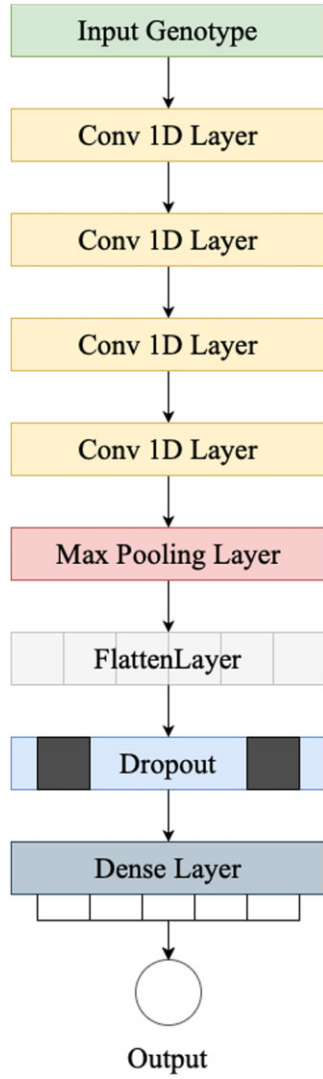 Input Genotype
Conv 1D Layer
Conv 1D Layer
Conv 1D Layer
Conv 1D Layer
Max Pooling Layer
FlattenLayer
Dropout
Dense Layer
Output